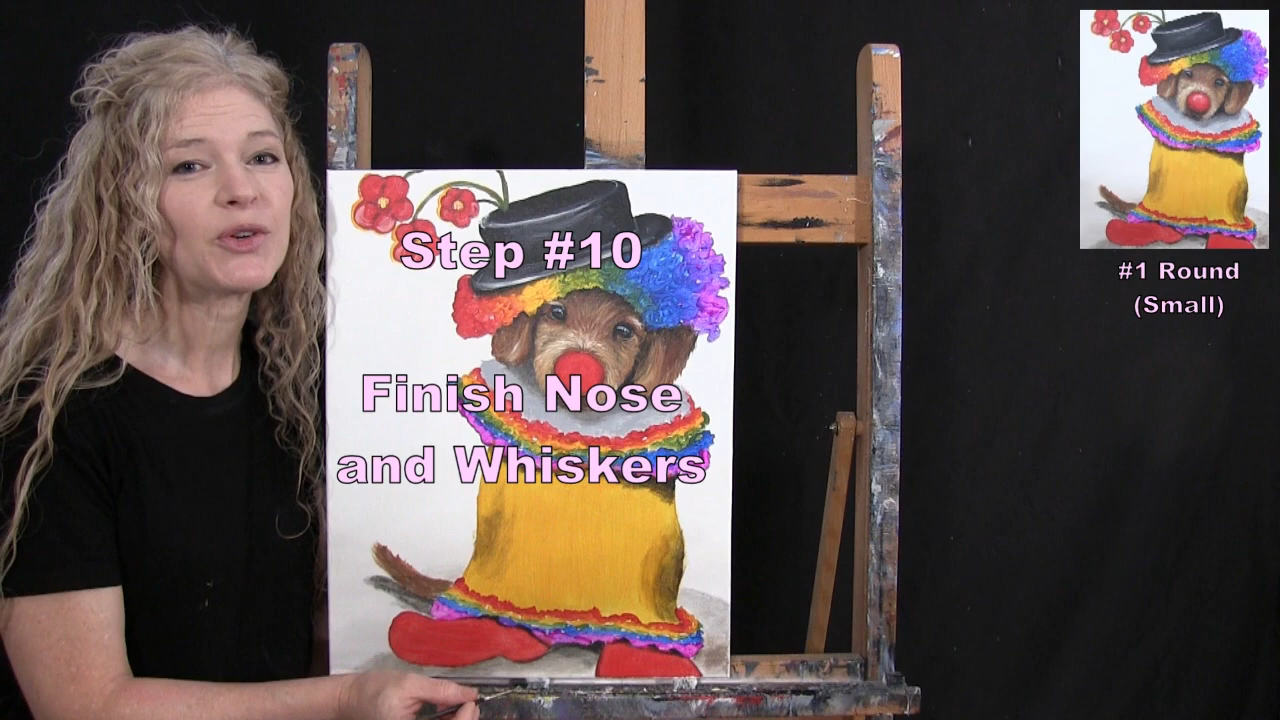 Step #10
Finish Nose
and Whiskers
#1 Round
(Small)